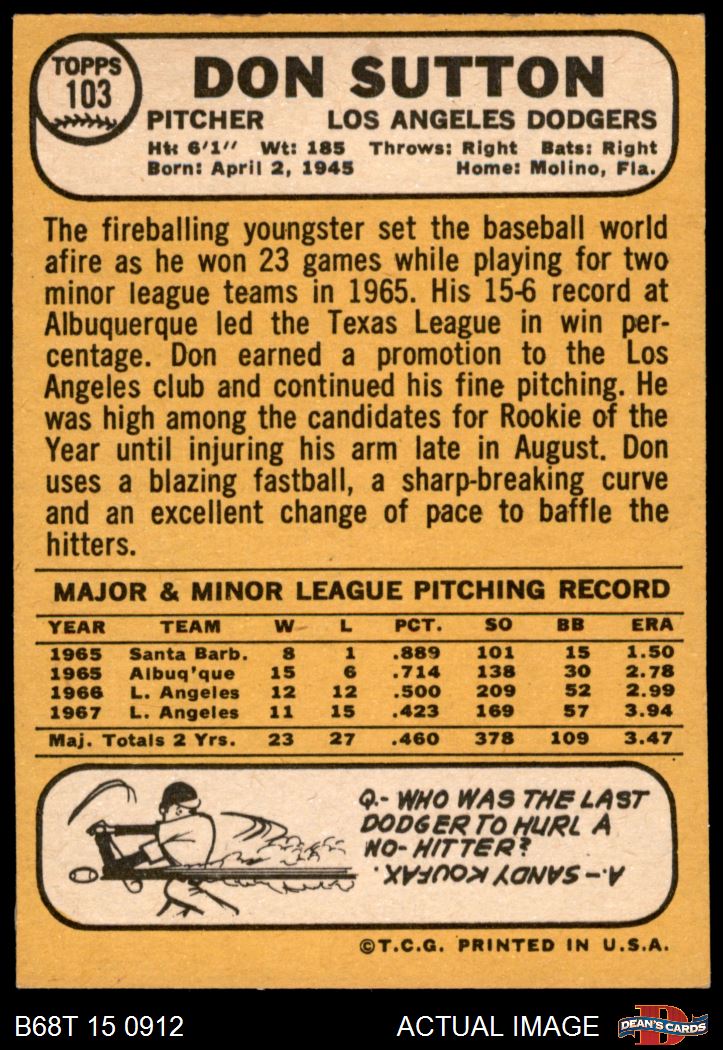 TOPPS
103
DON SUTTON
PITCHER LOS ANGELES DODGERS
Ht: 6'1" Wt: 185 Throws: Right Bats: Right
Born: April 2, 1945 Home: Molino, Fla.
The fireballing youngster set the baseball world
afire as he won 23 games while playing for two
minor league teams in 1965. His 15-6 record at
Albuquerque led the Texas League in win per-
centage. Don earned a promotion to the Los
Angeles club and continued his fine pitching. He
was high among the candidates for Rookie of the
Year until injuring his arm late in August. Don
uses a blazing fastball, a sharp-breaking curve
and an excellent change of pace to baffle the
hitters.
MAJOR & MINOR LEAGUE PITCHING RECORD
YEAR TEAM W L PCT. SO BB ERA
1965 Santa Barb. 8 1 .889 101 15 1.50
1965 Albuq'que 15 6 .714 138 30 2.78
1966 L. Angeles 12 12 .500 209 52 2.99
1967 L. Angeles 11 15 .423 169 57 3.94
Maj. Totals 2 Yrs. 23 27 .460 378 109 3.47
Q.- WHO WAS THE LAST
DODGER TO HURL A
NO-HITTER?
A.- SANDY KOUFAX.
©T.C.G. PRINTED IN U.S.A.
B68T 15 0912 ACTUAL IMAGE
D
DEAN'S CARDS